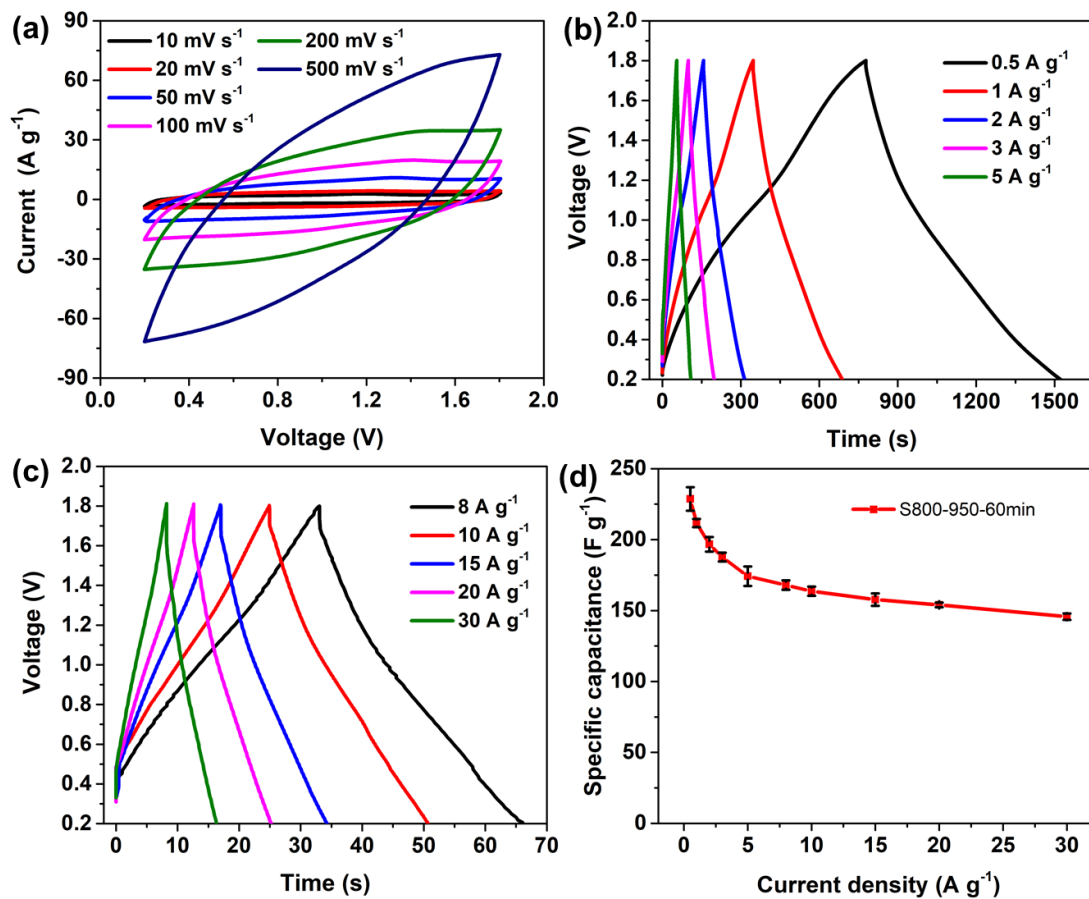 (a)
90
60
30
0
-30
-60
-90
Current (A g⁻¹)
10 mV s⁻¹
20 mV s⁻¹
50 mV s⁻¹
100 mV s⁻¹
200 mV s⁻¹
500 mV s⁻¹
0.0 0.4 0.8 1.2 1.6 2.0
Voltage (V)
(b)
2.0
1.8
1.6
1.4
1.2
1.0
0.8
0.6
0.4
0.2
Voltage (V)
0.5 A g⁻¹
1 A g⁻¹
2 A g⁻¹
3 A g⁻¹
5 A g⁻¹
0 300 600 900 1200 1500
Time (s)
(c)
2.0
1.8
1.6
1.4
1.2
1.0
0.8
0.6
0.4
0.2
Voltage (V)
8 A g⁻¹
10 A g⁻¹
15 A g⁻¹
20 A g⁻¹
30 A g⁻¹
0 10 20 30 40 50 60 70
Time (s)
(d)
250
200
150
100
50
0
Specific capacitance (F g⁻¹)
S800-950-60min
0 5 10 15 20 25 30
Current density (A g⁻¹)